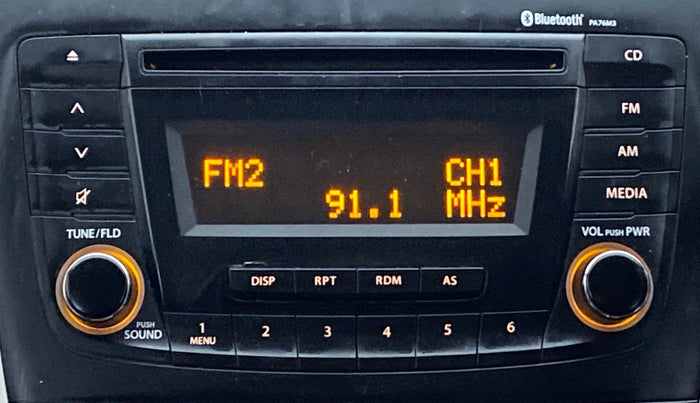 Bluetooth PA76M3
CD
FM
AM
MEDIA
FM2 CH1
91.1 MHz
TUNE/FLD
VOL PUSH PWR
DISP RPT RDM AS
PUSH
SOUND
1 2 3 4 5 6
MENU